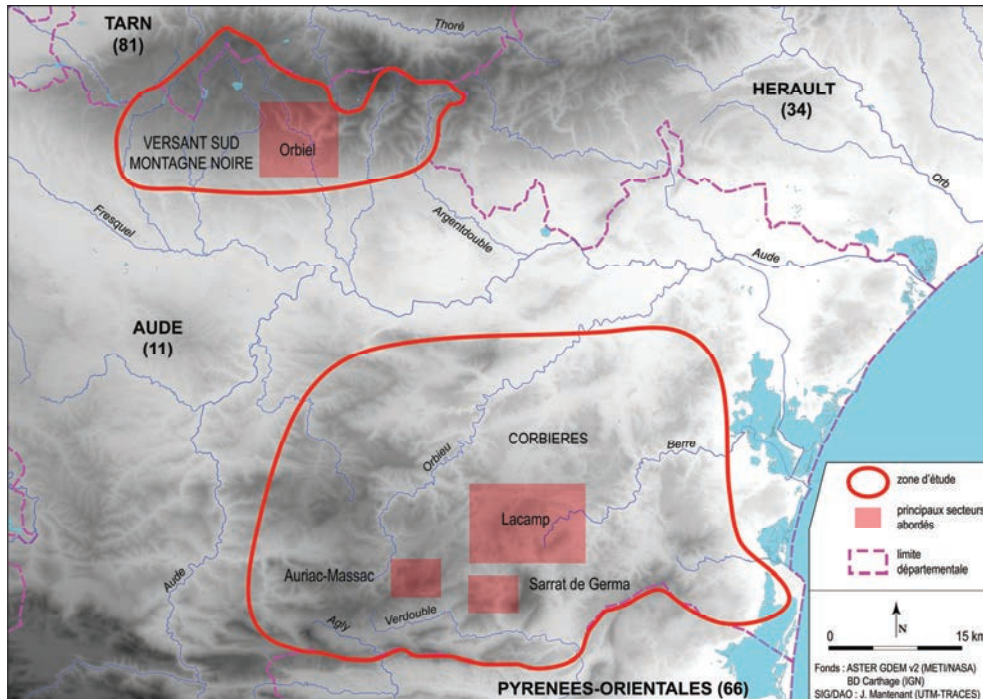 TARN
(81)
Thoré
HERAULT
(34)
VERSANT SUD
MONTAGNE NOIRE
Orbiel
Orb
Fresquel
Argentdouble
Aude
AUDE
(11)
CORBIERES
Orbieu
Berre
Lacamp
Auriac-Massac
Sarrat de Germa
Aude
Verdouble
Agly
PYRENEES-ORIENTALES (66)
zone d'étude
principaux secteurs
abordés
limite
départementale
N
0 15 km
Fonds : ASTER GDEM v2 (METI/NASA)
BD Carthage (IGN)
SIG/DAO : J. Mantenant (UTM-TRACES)